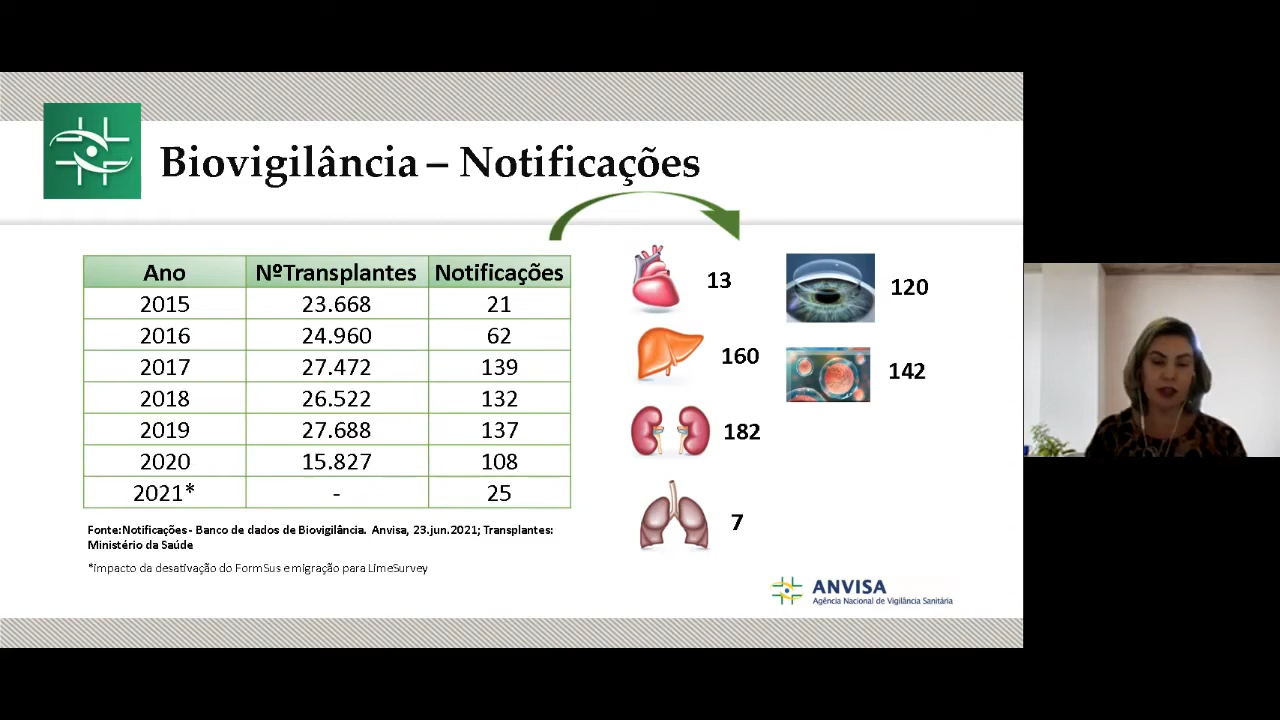 Biovigilância – Notificações
Ano NºTransplantes Notificações
2015 23.668 21
2016 24.960 62
2017 27.472 139
2018 26.522 132
2019 27.688 137
2020 15.827 108
2021* - 25
Fonte:Notificações - Banco de dados de Biovigilância. Anvisa, 23.jun.2021; Transplantes:
Ministério da Saúde
*impacto da desativação do FormSus e migração para LimeSurvey
13
160
182
7
120
142
ANVISA
Agência Nacional de Vigilância Sanitária